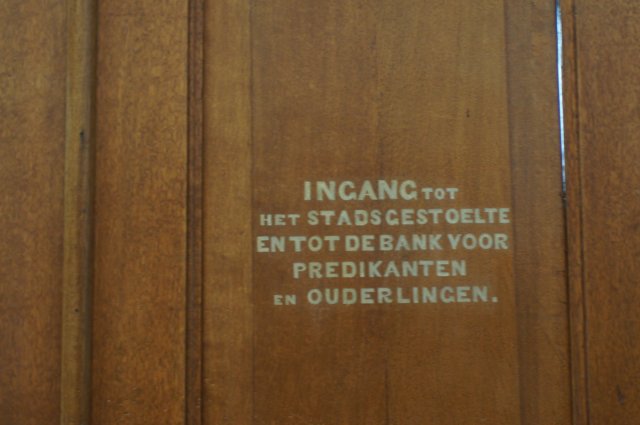 INGANG TOT
HET STADSGESTOELTE
EN TOT DE BANK VOOR
PREDIKANTEN
EN OUDERLINGEN.